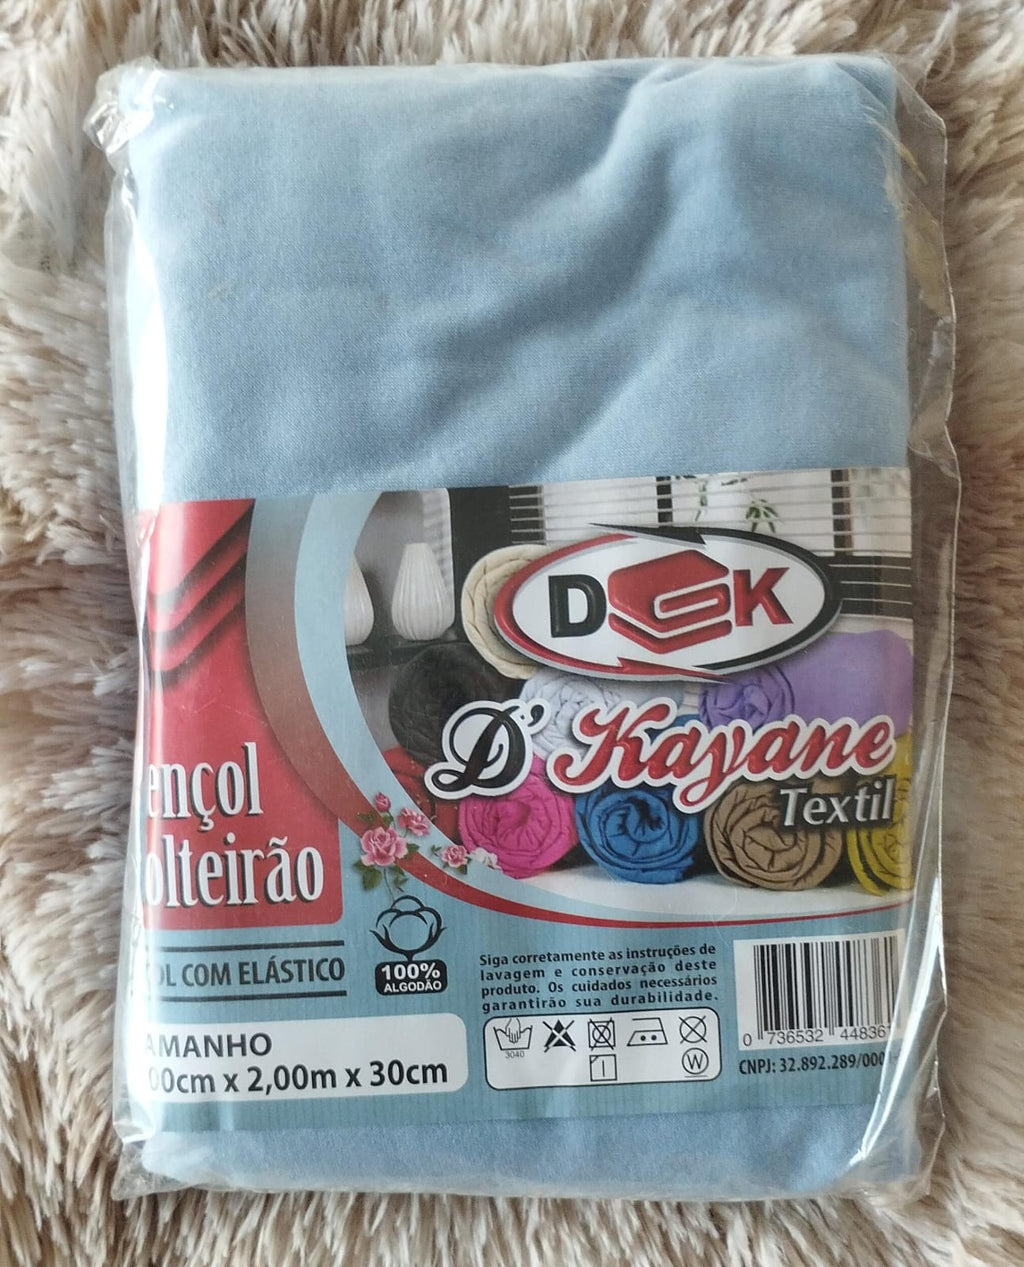 D K
D' Kayane
Textil
ençol
olteirão
OL COM ELÁSTICO
100%
ALGODÃO
AMANHO
00cm x 2,00m x 30cm
Siga corretamente as instruções de
lavagem e conservação deste
produto. Os cuidados necessários
garantirão sua durabilidade.
3040
I
W
0 736532 44836
CNPJ: 32.892.289/000